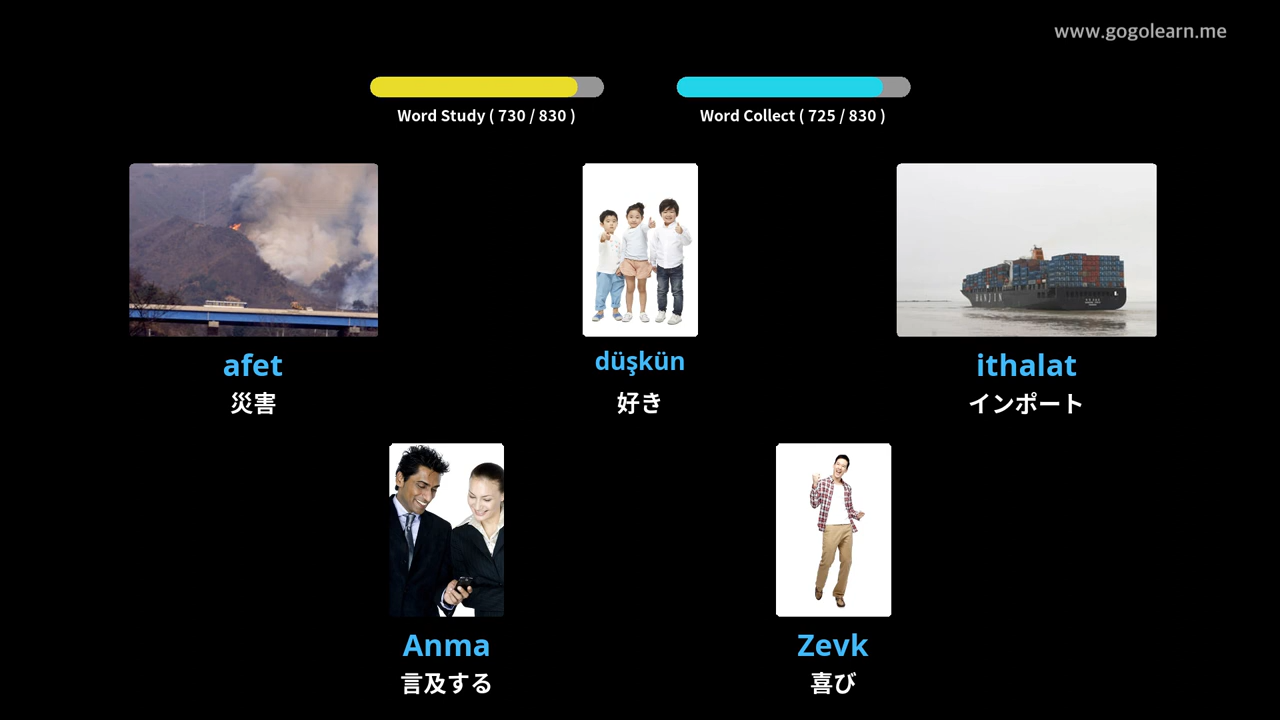 www.gogolearn.me
Word Study ( 730 / 830 )
Word Collect ( 725 / 830 )
afet
災害
düşkün
好き
HANJIN
ithalat
インポート
Anma
言及する
Zevk
喜び